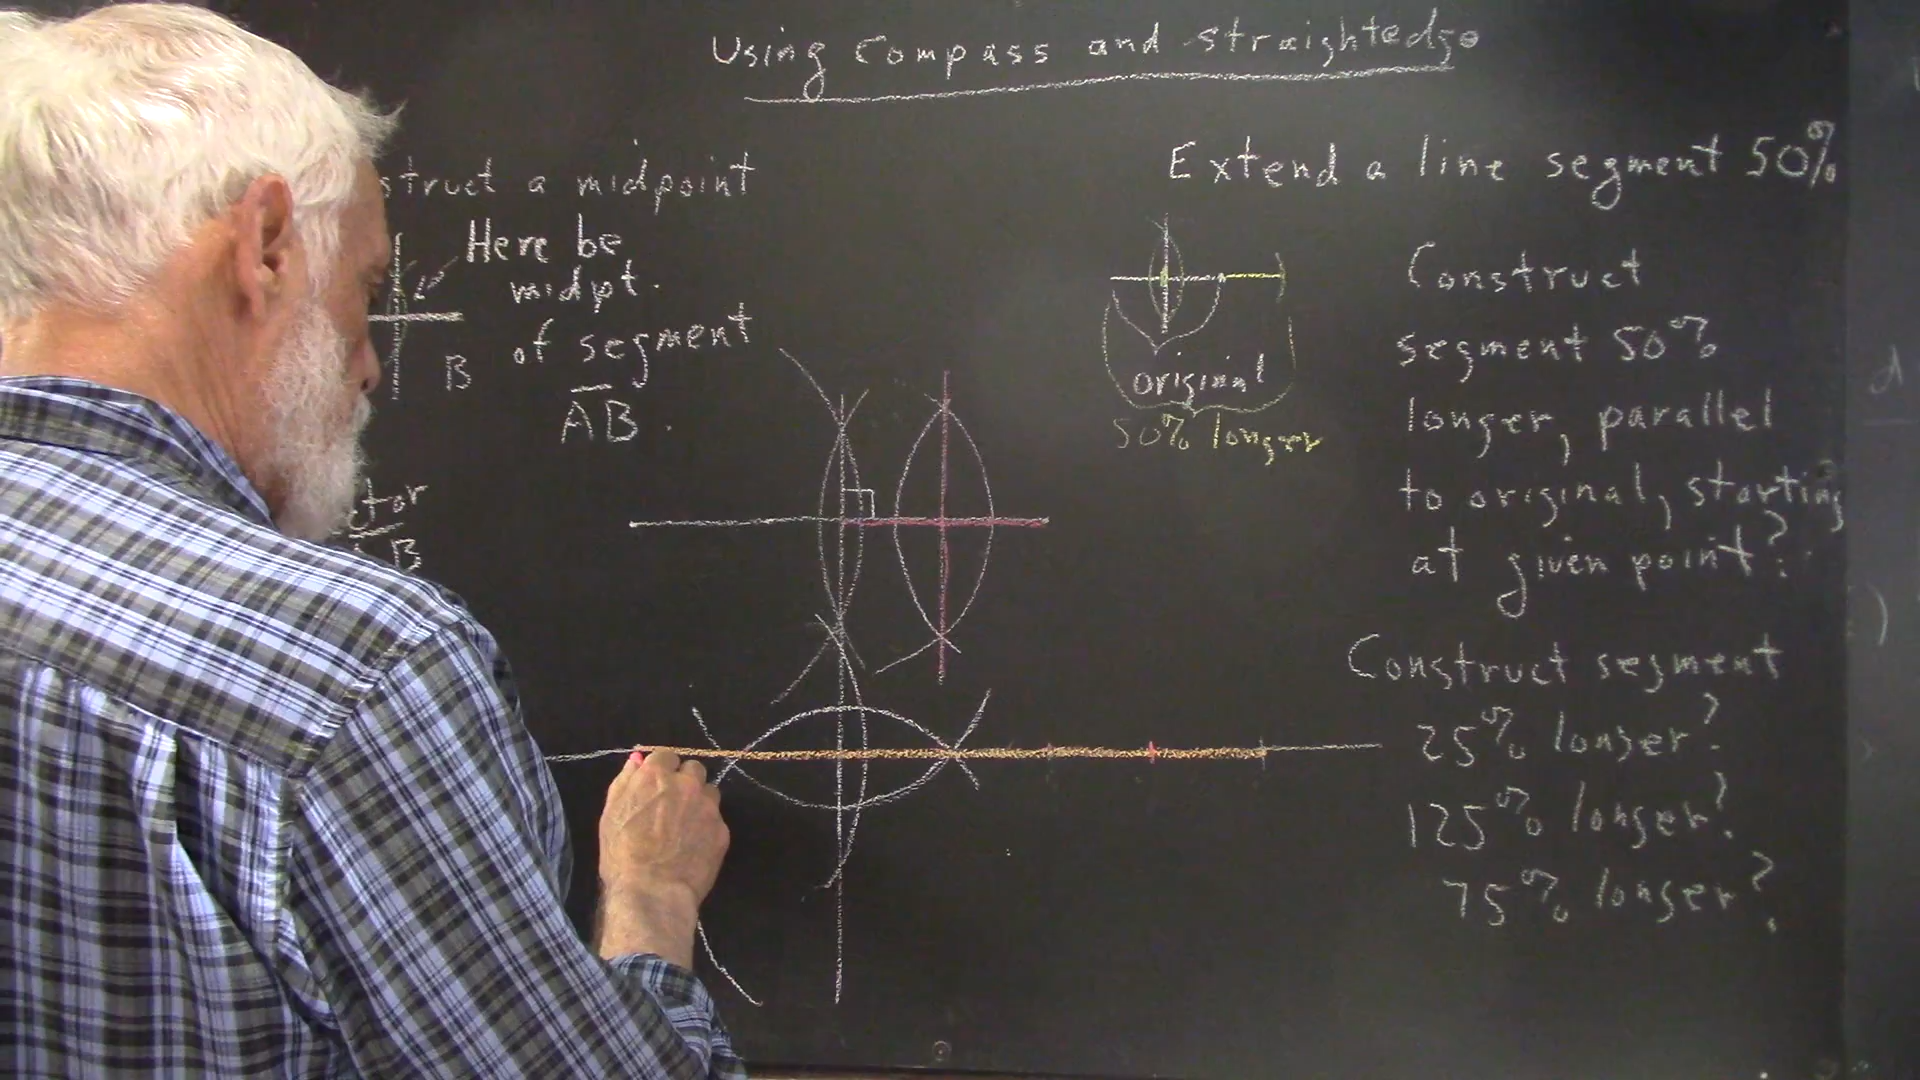 Using Compass and straightedge
struct a midpoint
Here be
midpt.
of segment
AB.
B
tor
B
Extend a line segment 50%
original
50% longer
Construct
segment 50%
longer, parallel
to original, starting
at given point?
Construct segment
25% longer?
125% longer?
75% longer?
d